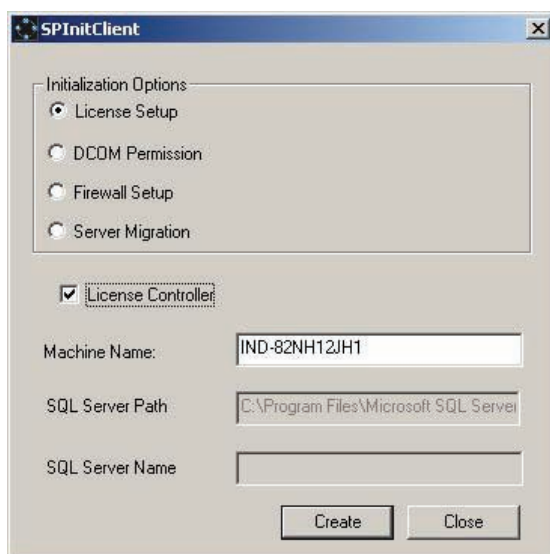 SPInitClient
Initialization Options
License Setup
DCOM Permission
Firewall Setup
Server Migration
License Controller
Machine Name: IND-82NH12JH1
SQL Server Path C:\Program Files\Microsoft SQL Server
SQL Server Name
Create Close